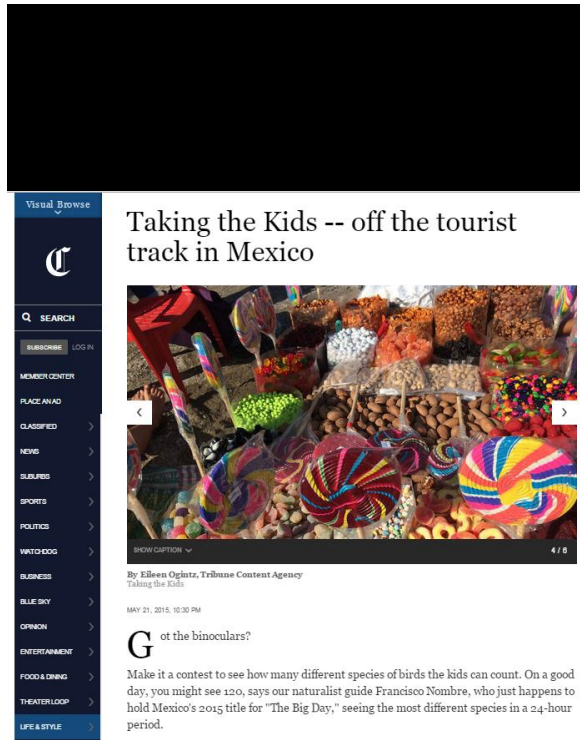 Visual Browse
C
SEARCH
SUBSCRIBE LOG IN
MEMBER CENTER
PLACE AN AD
CLASSIFIED
NEWS
SUBURBS
SPORTS
POLITICS
WATCHDOG
BUSINESS
BLUE SKY
OPINION
ENTERTAINMENT
FOOD & DINING
THEATER LOOP
LIFE & STYLE
Taking the Kids -- off the tourist
track in Mexico
SHOW CAPTION
4 / 6
By Eileen Ogintz, Tribune Content Agency
Taking the Kids
MAY 21, 2015, 10:30 PM
Got the binoculars?
Make it a contest to see how many different species of birds the kids can count. On a good
day, you might see 120, says our naturalist guide Francisco Nombre, who just happens to
hold Mexico's 2015 title for "The Big Day," seeing the most different species in a 24-hour
period.